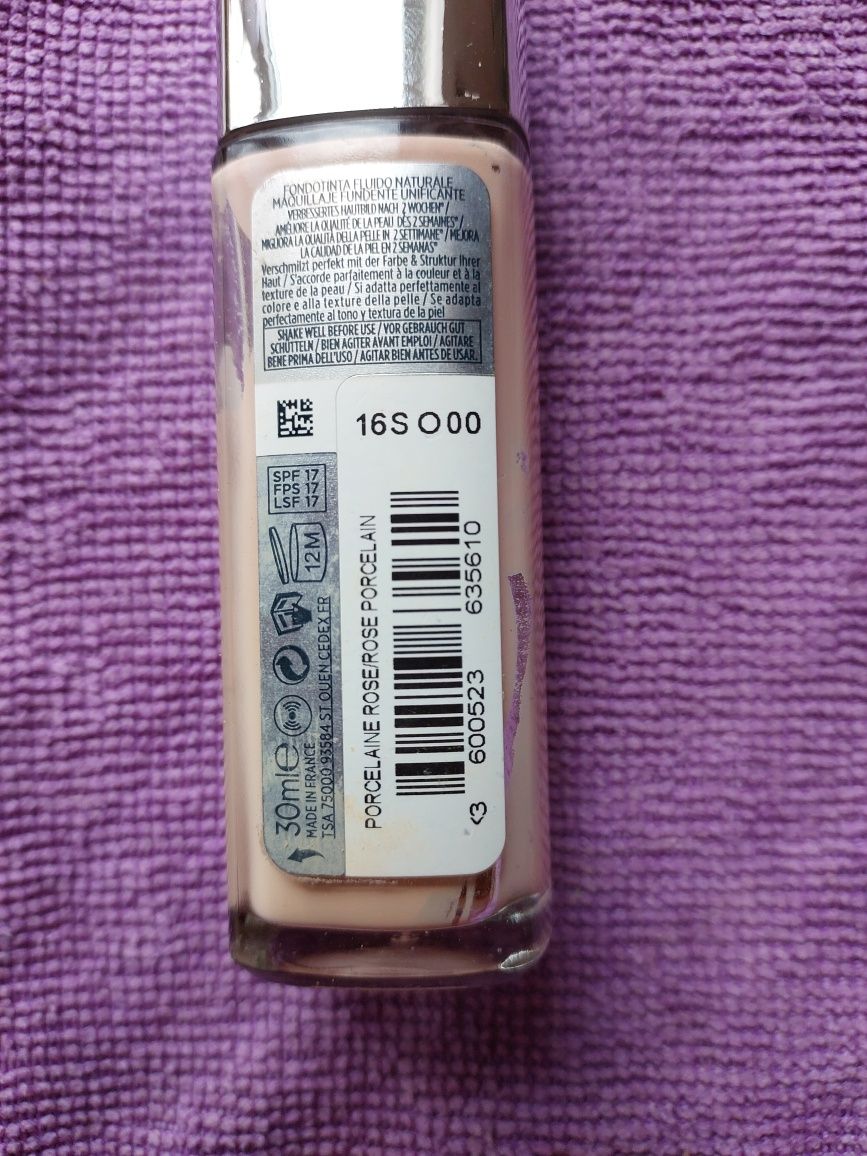 FONDOTINTA FLUIDO NATURALE
MAQUILLAJE FUNDENTE UNIFICANTE
VERBESSERTES HAUTBILD NACH 2 WOCHEN* /
AMÉLIORE LA QUALITÉ DE LA PEAU DÈS 2 SEMAINES* /
MIGLIORA LA QUALITÀ DELLA PELLE IN 2 SETTIMANE* / MEJORA
LA CALIDAD DE LA PIEL EN 2 SEMANAS*
Verschmilzt perfekt mit der Farbe & Struktur Ihrer
Haut / S'accorde parfaitement à la couleur et à la
texture de la peau / Si adatta perfettamente al
colore e alla texture della pelle / Se adapta
perfectamente al tono y textura de la piel
SHAKE WELL BEFORE USE / VOR GEBRAUCH GUT
SCHÜTTELN / BIEN AGITER AVANT EMPLOI / AGITARE
BENE PRIMA DELL'USO / AGITAR BIEN ANTES DE USAR.
16S O00
SPF 17
FPS 17
LSF 17
12M
30ml e
MADE IN FRANCE
TSA 75000 93584 ST OUEN CEDEX FR
PORCELAINE ROSE/ROSE PORCELAIN
<3 600523 635610